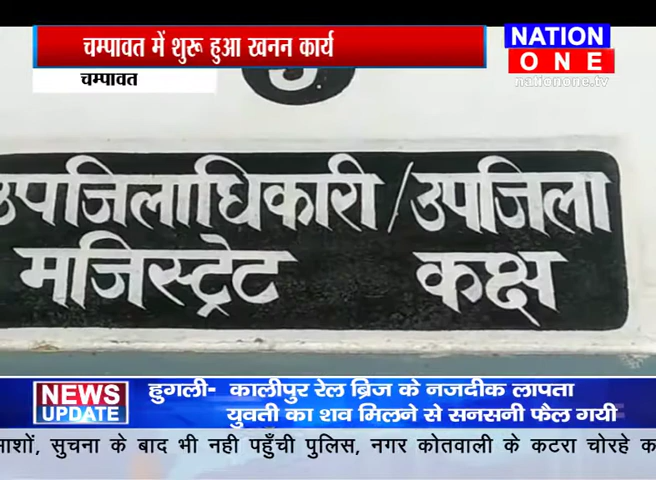 चम्पावत में शुरू हुआ खनन कार्य
चम्पावत
NATION
ONE
nationone.tv
उपजिलाधिकारी/उपजिला
मजिस्ट्रेट कक्ष
NEWS
UPDATE
हुगली- कालीपुर रेल ब्रिज के नजदीक लापता
युवती का शव मिलने से सनसनी फैल गयी
सुचना के बाद भी नही पहुँची पुलिस, नगर कोतवाली के कटरा चोरहे